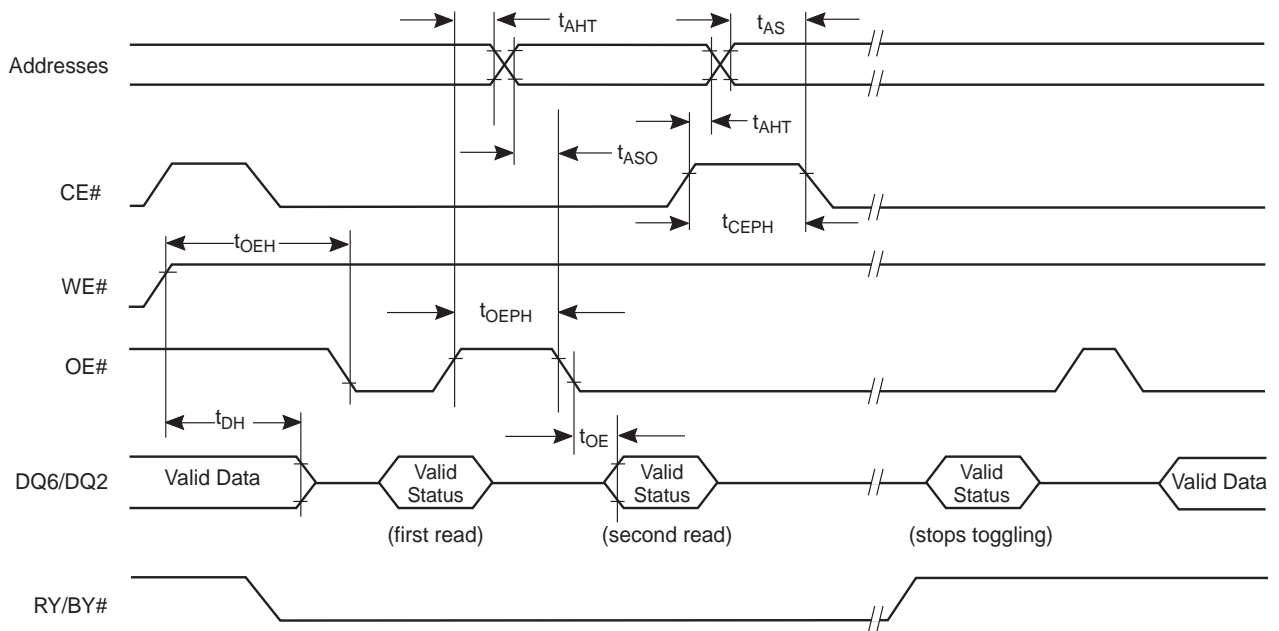 tAHT
tAS
Addresses
tAHT
tASO
CE#
tCEPH
tOEH
WE#
tOEPH
OE#
tDH
tOE
DQ6/DQ2
Valid Data
Valid
Status
Valid
Status
Valid
Status
Valid Data
(first read)
(second read)
(stops toggling)
RY/BY#